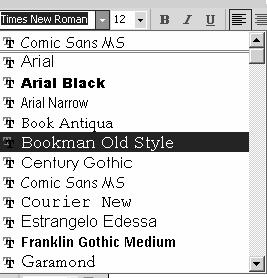 Times New Roman 12 B I U
Comic Sans MS
Arial
Arial Black
Arial Narrow
Book Antiqua
Bookman Old Style
Century Gothic
Comic Sans MS
Courier New
Estrangelo Edessa
Franklin Gothic Medium
Garamond